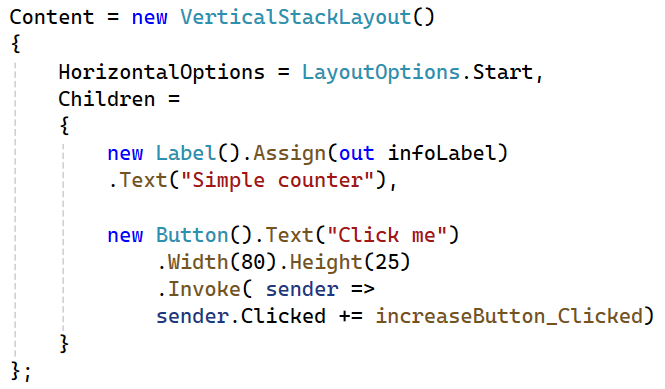 Content = new VerticalStackLayout()
{
    HorizontalOptions = LayoutOptions.Start,
    Children =
    {
        new Label().Assign(out infoLabel)
        .Text("Simple counter"),

        new Button().Text("Click me")
            .Width(80).Height(25)
            .Invoke( sender =>
            sender.Clicked += increaseButton_Clicked)
    }
};